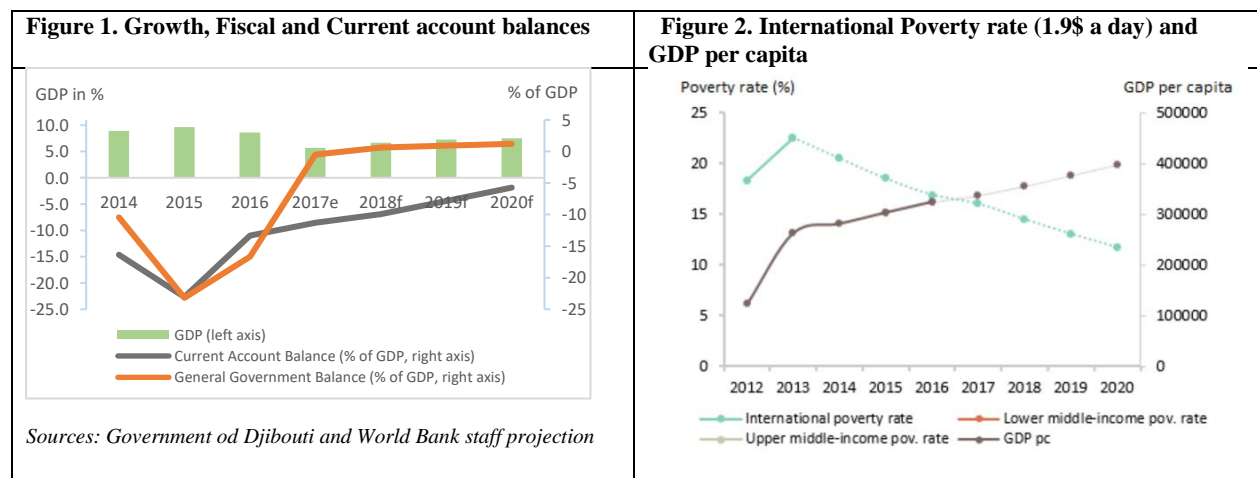 Figure 1. Growth, Fiscal and Current account balances
GDP in %
% of GDP
10.0
5.0
0.0
-5.0
-10.0
-15.0
-20.0
-25.0
5
0
-5
-10
-15
-20
-25
2014 2015 2016 2017e 2018f 2019f 2020f
GDP (left axis)
Current Account Balance (% of GDP, right axis)
General Government Balance (% of GDP, right axis)
Sources: Government od Djibouti and World Bank staff projection
Figure 2. International Poverty rate (1.9$ a day) and
GDP per capita
Poverty rate (%)
GDP per capita
25
20
15
10
5
0
500000
400000
300000
200000
100000
0
2012 2013 2014 2015 2016 2017 2018 2019 2020
International poverty rate
Lower middle-income pov. rate
Upper middle-income pov. rate
GDP pc